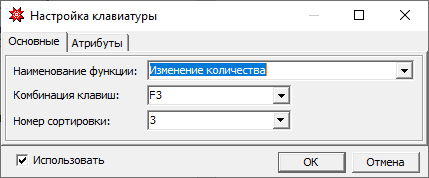 Настройка клавиатуры
Основные Атрибуты
Наименование функции: Изменение количества
Комбинация клавиш: F3
Номер сортировки: 3
Использовать OK Отмена